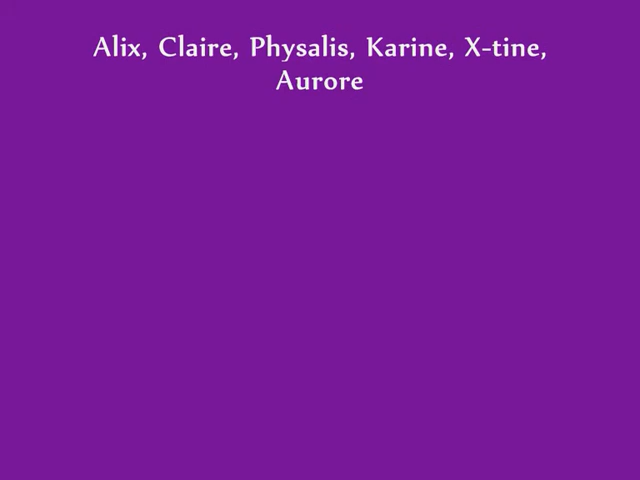 Alix, Claire, Physalis, Karine, X-tine,
Aurore